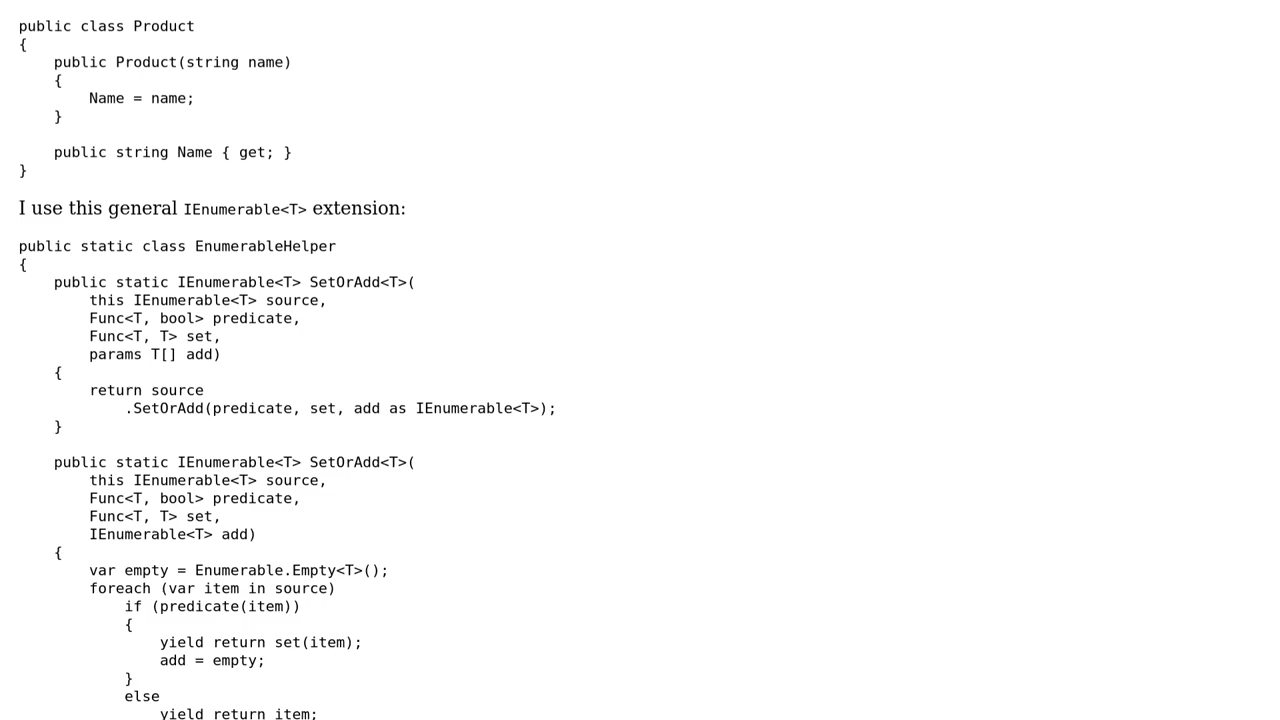 public class Product
{
    public Product(string name)
    {
        Name = name;
    }

    public string Name { get; }
}
I use this general IEnumerable<T> extension:
public static class EnumerableHelper
{
    public static IEnumerable<T> SetOrAdd<T>(
        this IEnumerable<T> source,
        Func<T, bool> predicate,
        Func<T, T> set,
        params T[] add)
    {
        return source
            .SetOrAdd(predicate, set, add as IEnumerable<T>);
    }

    public static IEnumerable<T> SetOrAdd<T>(
        this IEnumerable<T> source,
        Func<T, bool> predicate,
        Func<T, T> set,
        IEnumerable<T> add)
    {
        var empty = Enumerable.Empty<T>();
        foreach (var item in source)
            if (predicate(item))
            {
                yield return set(item);
                add = empty;
            }
            else
                yield return item;